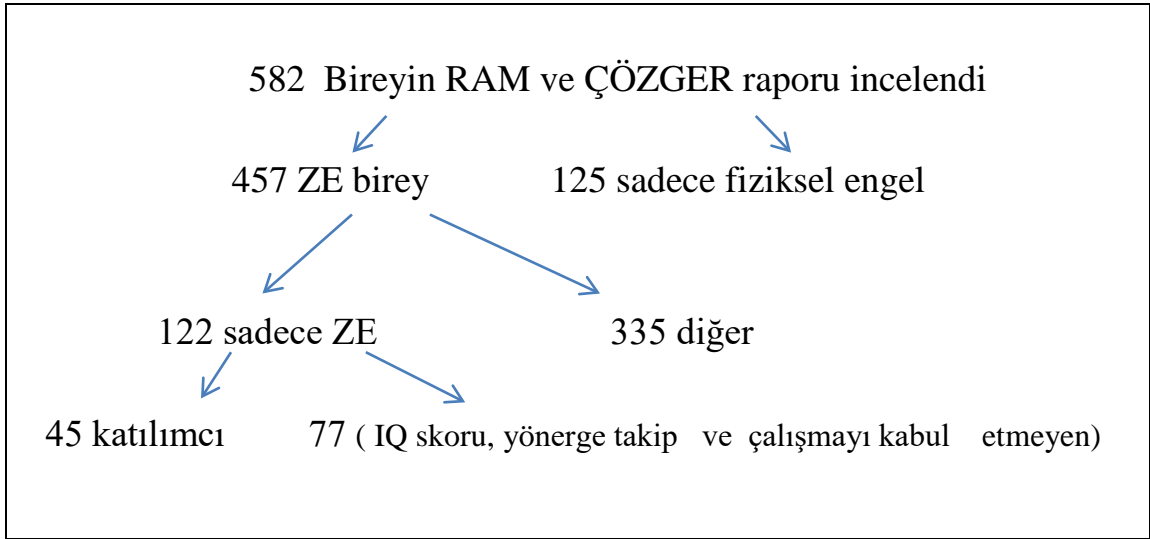 582 Bireyin RAM ve ÇÖZGER raporu incelendi
457 ZE birey 125 sadece fiziksel engel
122 sadece ZE 335 diğer
45 katılımcı 77 ( IQ skoru, yönerge takip ve çalışmayı kabul etmeyen)